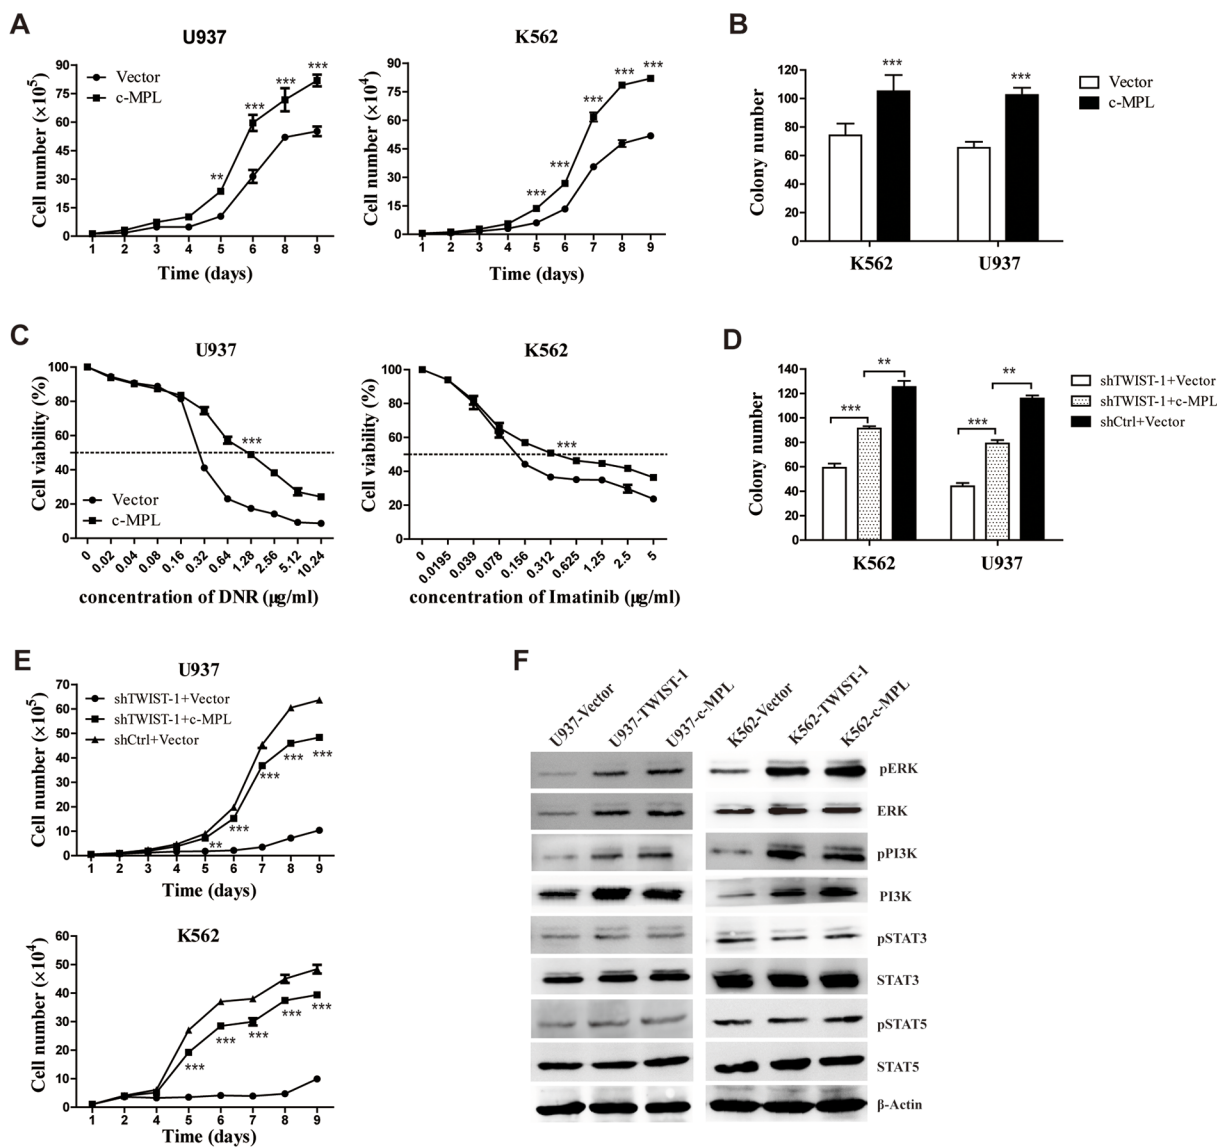 A
U937
Cell number (×10⁵)
90
75
60
45
30
15
0
Vector
c-MPL
**
***
***
***
1 2 3 4 5 6 8 9
Time (days)
K562
Cell number (×10⁴)
90
75
60
45
30
15
0
***
***
***
***
***
1 2 3 4 5 6 7 8 9
Time (days)
B
Colony number
120
100
80
60
40
20
0
***
***
K562 U937
Vector
c-MPL
C
U937
Cell viability (%)
100
80
60
40
20
0
***
Vector
c-MPL
0 0.02 0.04 0.08 0.16 0.32 0.64 1.28 2.56 5.12 10.24
concentration of DNR (μg/ml)
K562
Cell viability (%)
100
80
60
40
20
0
***
0 0.0195 0.039 0.078 0.156 0.312 0.625 1.25 2.5 5
concentration of Imatinib (μg/ml)
D
Colony number
140
120
100
80
60
40
20
0
***
**
***
**
K562 U937
shTWIST-1+Vector
shTWIST-1+c-MPL
shCtrl+Vector
E
U937
Cell number (×10⁵)
70
60
50
40
30
20
10
0
shTWIST-1+Vector
shTWIST-1+c-MPL
shCtrl+Vector
**
***
***
***
***
1 2 3 4 5 6 7 8 9
Time (days)
K562
Cell number (×10⁴)
60
50
40
30
20
10
0
***
***
***
***
***
1 2 3 4 5 6 7 8 9
Time (days)
F
U937-Vector
U937-TWIST-1
U937-c-MPL
K562-Vector
K562-TWIST-1
K562-c-MPL
pERK
ERK
pPI3K
PI3K
pSTAT3
STAT3
pSTAT5
STAT5
β-Actin